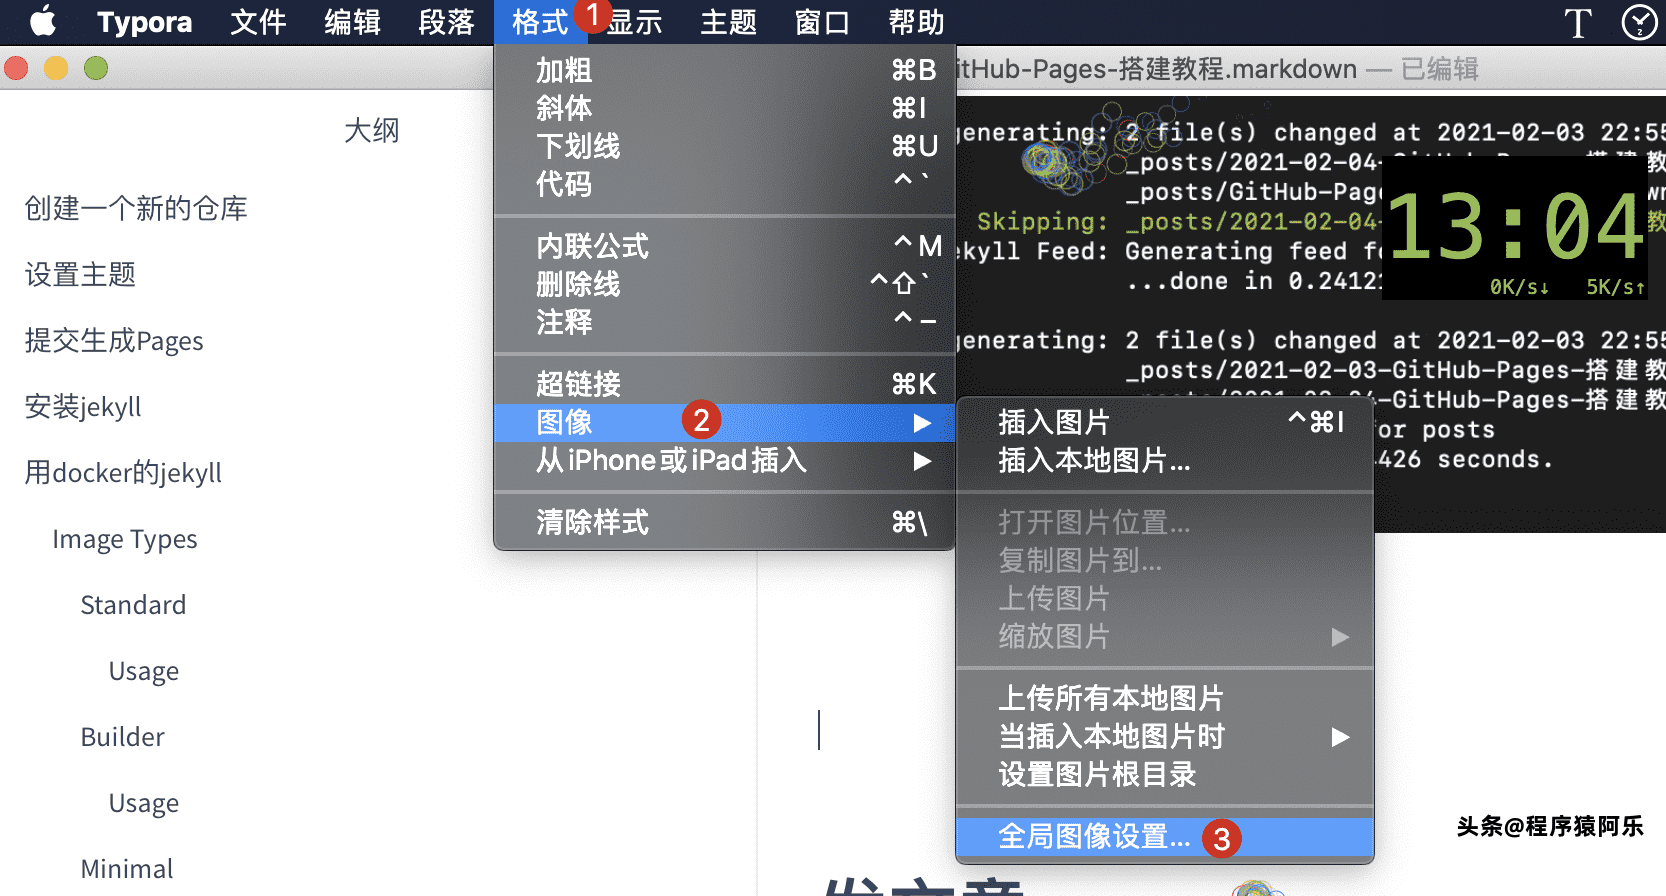 Typora 文件 编辑 段落 格式 1 显示 主题 窗口 帮助
itHub-Pages-搭建教程.markdown — 已编辑
大纲
创建一个新的仓库
设置主题
提交生成Pages
安装jekyll
用docker的jekyll
Image Types
Standard
Usage
Builder
Usage
Minimal
加粗 ⌘B
斜体 ⌘I
下划线 ⌘U
代码 ^ `
内联公式 ^ M
删除线 ^⇧`
注释 ^ –
超链接 ⌘K
图像 2 ▶
从iPhone或iPad插入 ▶
清除样式 ⌘\
插入图片 ^⌘I
插入本地图片...
打开图片位置...
复制图片到...
上传图片
缩放图片 ▶
上传所有本地图片
当插入本地图片时 ▶
设置图片根目录
全局图像设置... 3
generating: 2 file(s) changed at 2021-02-03 22:55
_posts/2021-02-04-GitHub-Pages-搭建教
_posts/GitHub-Pag
Skipping: _posts/2021-02-04-
ekyll Feed: Generating feed f
...done in 0.2412
13:04
0K/s↓ 5K/s↑
generating: 2 file(s) changed at 2021-02-03 22:55
_posts/2021-02-03-GitHub-Pages-搭建教
-GitHub-Pages-搭建教
for posts
426 seconds.
头条@程序猿阿乐